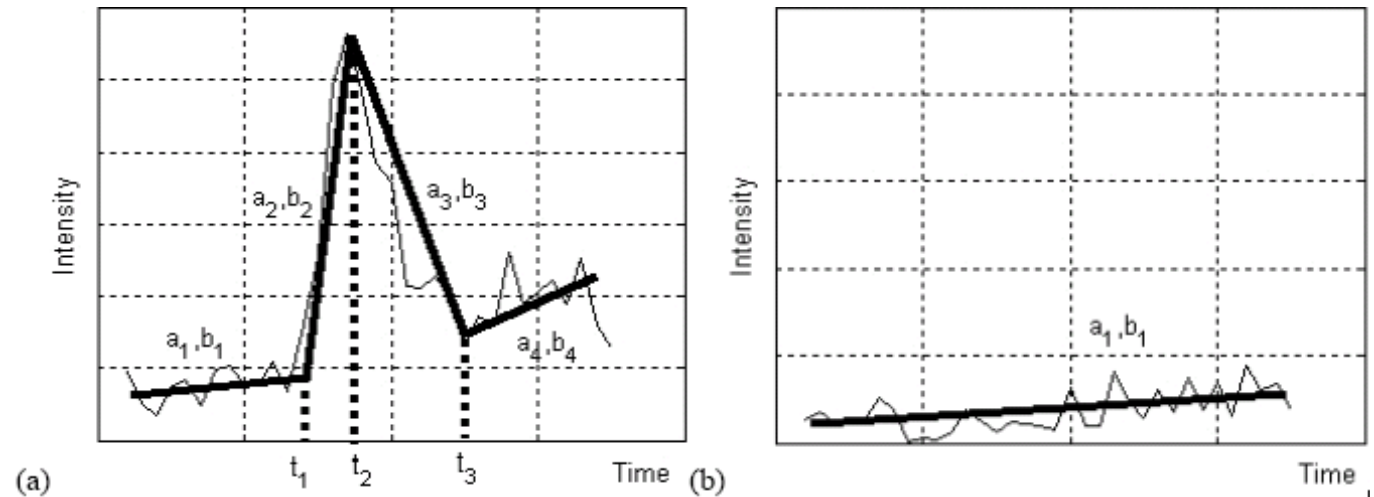 Intensity
a1,b1
a2,b2
a3,b3
a4,b4
t1
t2
t3
Time
(a)
Intensity
a1,b1
Time
(b)